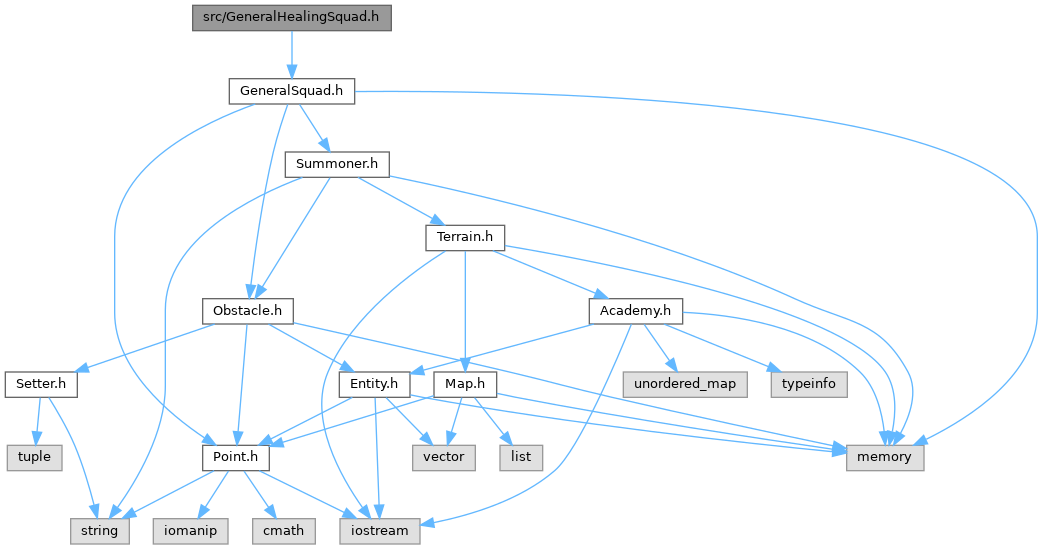 src/GeneralHealingSquad.h
GeneralSquad.h
Summoner.h
Terrain.h
Obstacle.h
Academy.h
Setter.h
Entity.h
Map.h
unordered_map
typeinfo
tuple
Point.h
vector
list
memory
string
iomanip
cmath
iostream